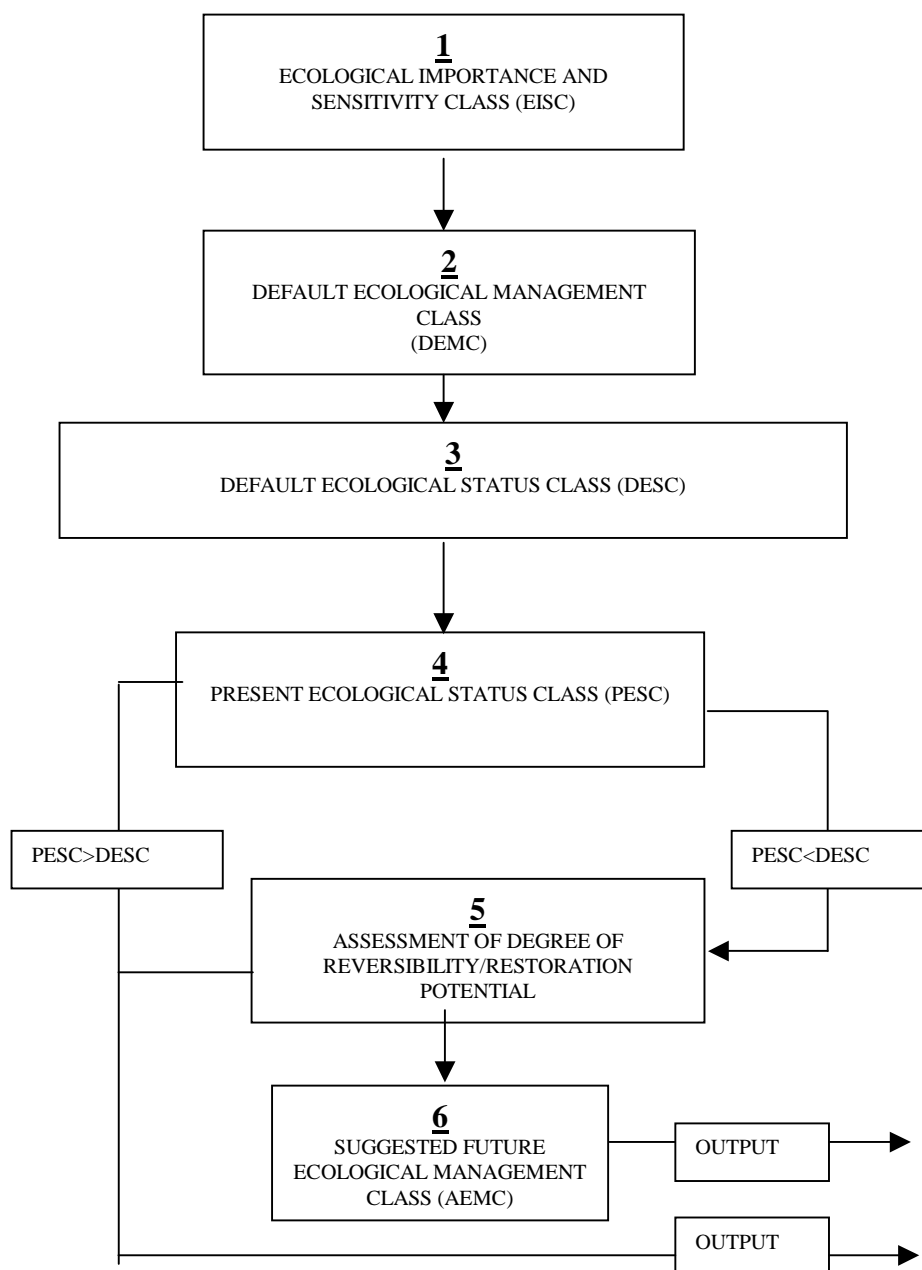 1
ECOLOGICAL IMPORTANCE AND
SENSITIVITY CLASS (EISC)
2
DEFAULT ECOLOGICAL MANAGEMENT
CLASS
(DEMC)
3
DEFAULT ECOLOGICAL STATUS CLASS (DESC)
4
PRESENT ECOLOGICAL STATUS CLASS (PESC)
PESC>DESC
PESC<DESC
5
ASSESSMENT OF DEGREE OF
REVERSIBILITY/RESTORATION
POTENTIAL
6
SUGGESTED FUTURE
ECOLOGICAL MANAGEMENT
CLASS (AEMC)
OUTPUT
OUTPUT